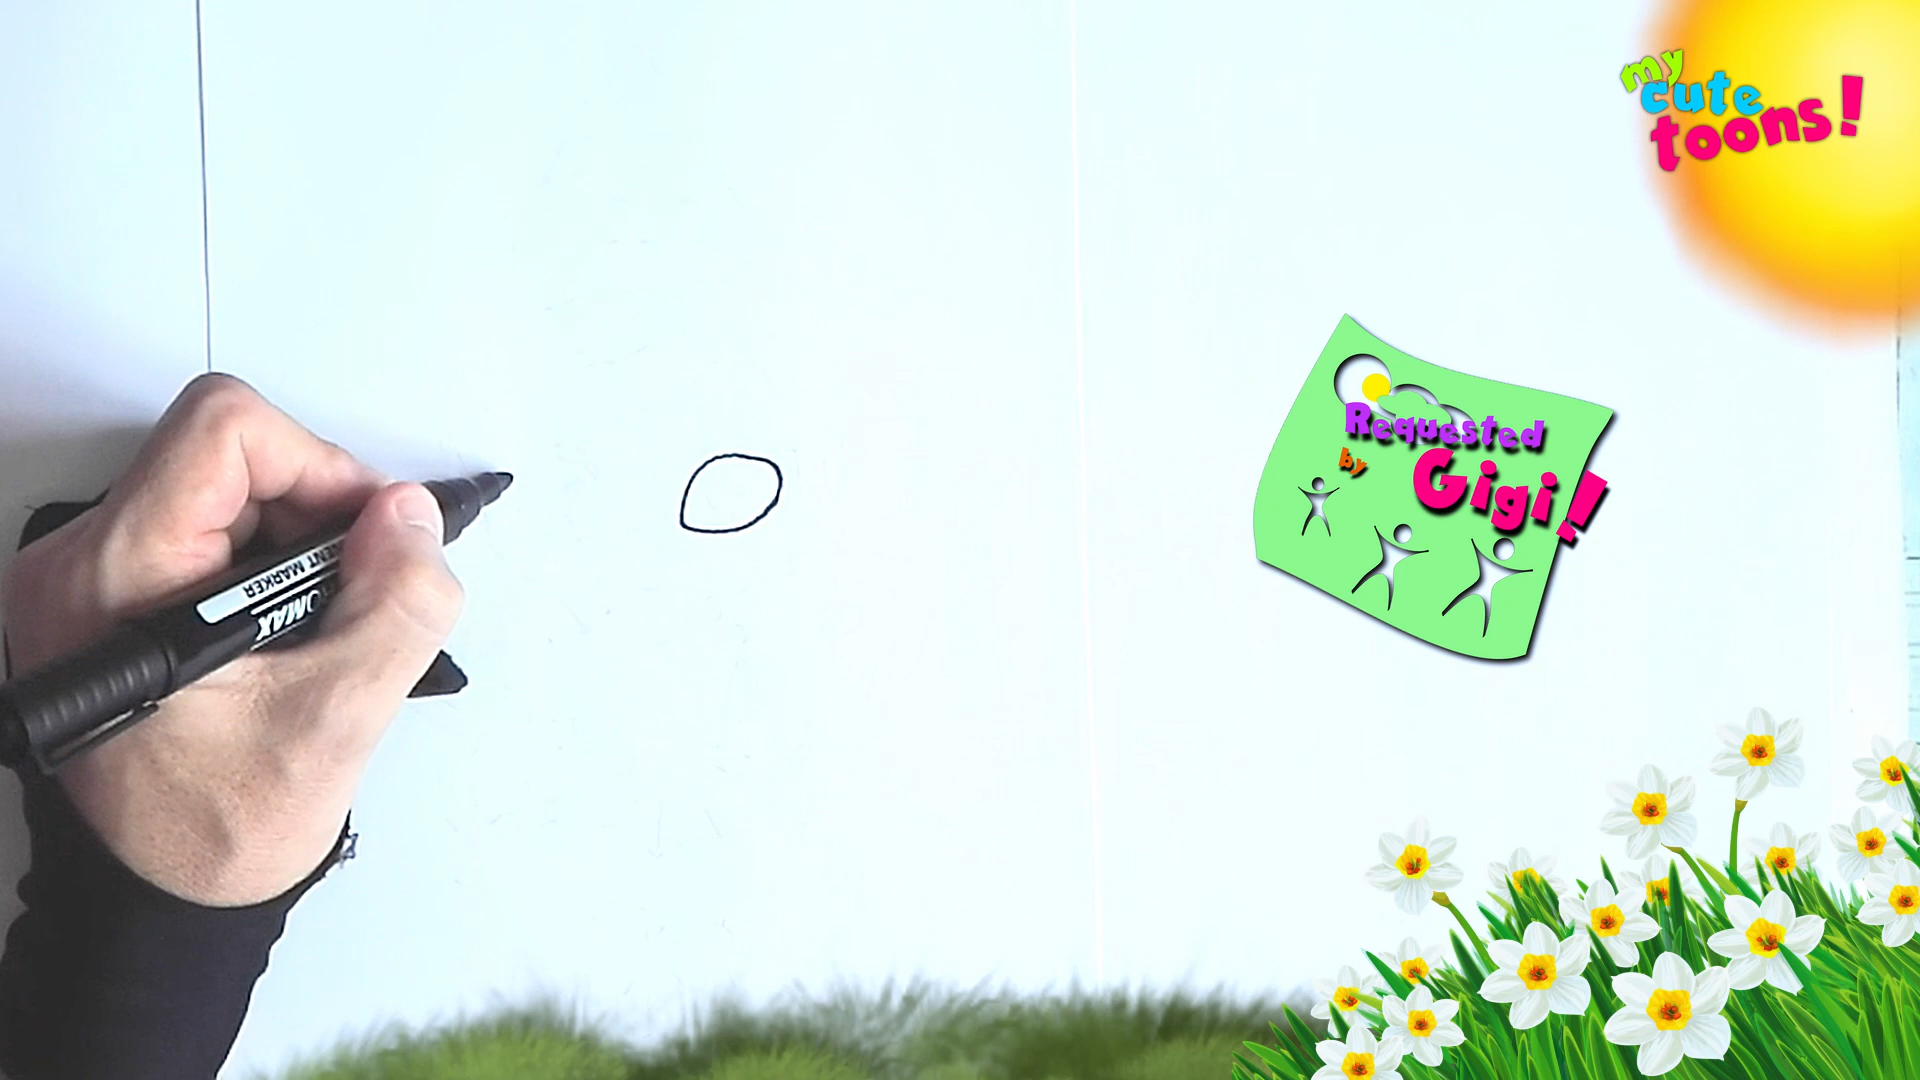 my
cute
toons!
Requested
by Gigi!
MARKER
OMAX